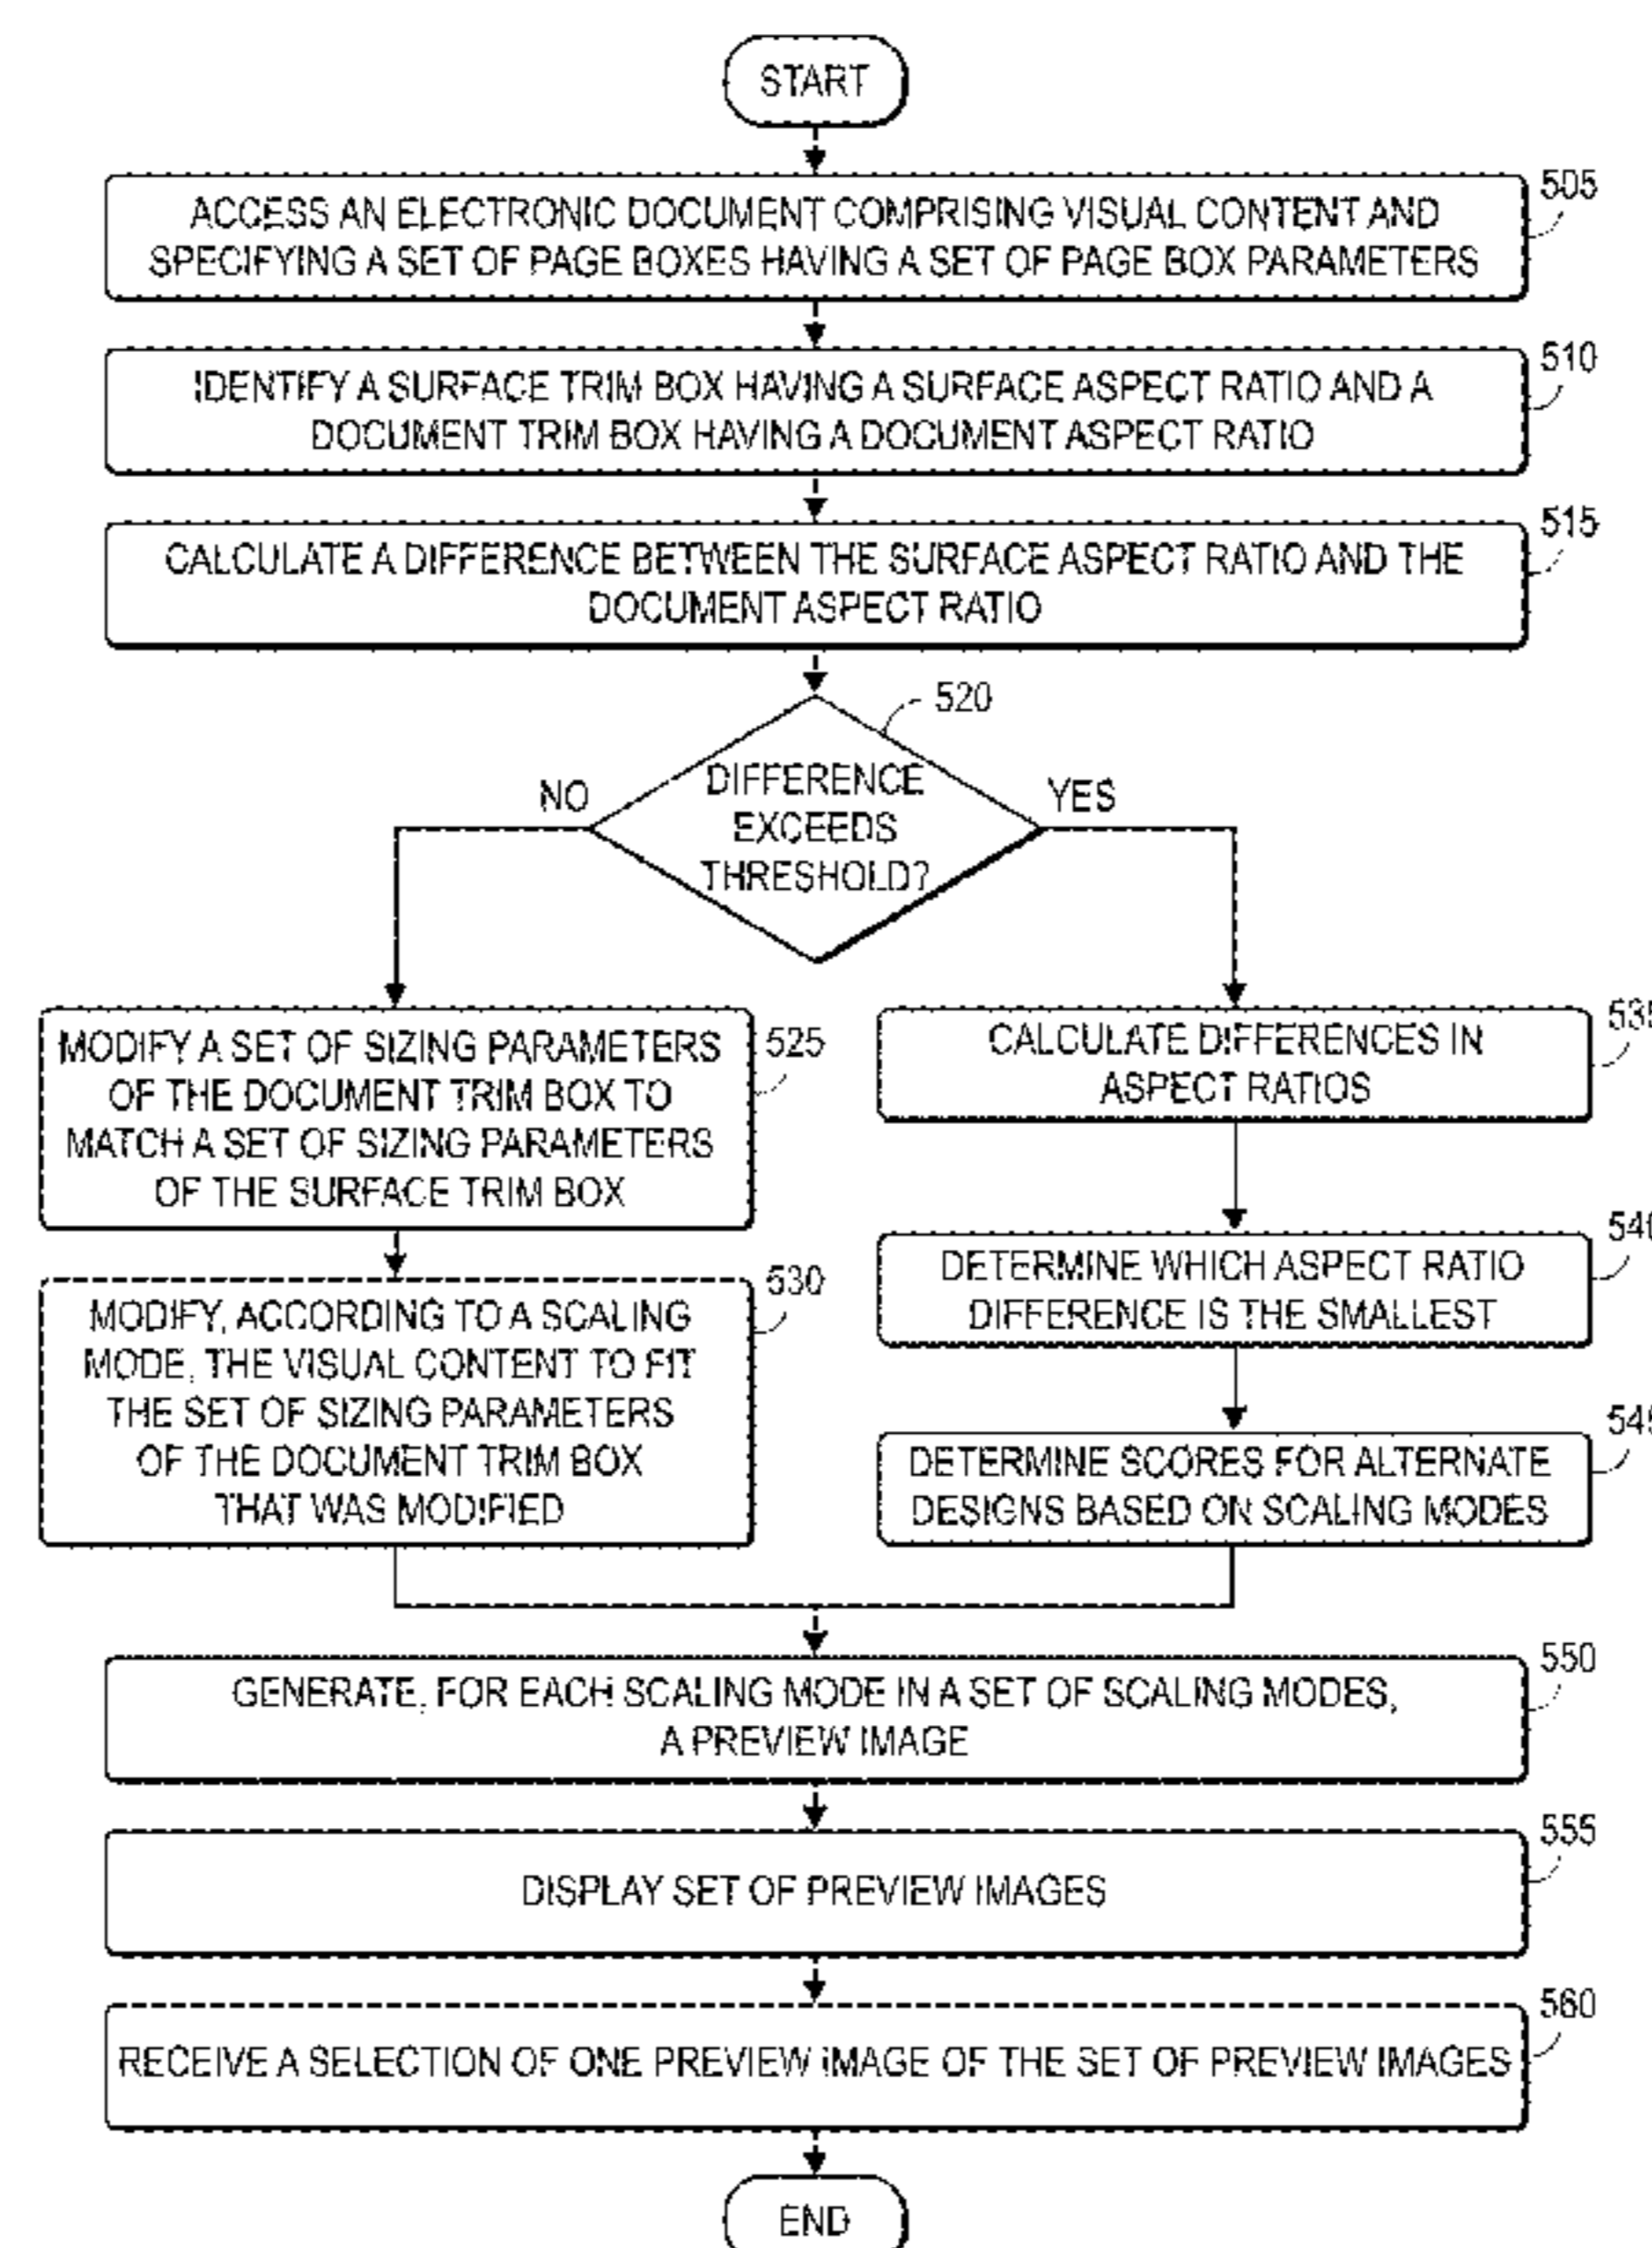 START
505
ACCESS AN ELECTRONIC DOCUMENT COMPRISING VISUAL CONTENT AND
SPECIFYING A SET OF PAGE BOXES HAVING A SET OF PAGE BOX PARAMETERS
510
IDENTIFY A SURFACE TRIM BOX HAVING A SURFACE ASPECT RATIO AND A
DOCUMENT TRIM BOX HAVING A DOCUMENT ASPECT RATIO
515
CALCULATE A DIFFERENCE BETWEEN THE SURFACE ASPECT RATIO AND THE
DOCUMENT ASPECT RATIO
520
DIFFERENCE
EXCEEDS
THRESHOLD?
NO
YES
MODIFY A SET OF SIZING PARAMETERS
OF THE DOCUMENT TRIM BOX TO
MATCH A SET OF SIZING PARAMETERS
OF THE SURFACE TRIM BOX
525
MODIFY, ACCORDING TO A SCALING
MODE, THE VISUAL CONTENT TO FIT
THE SET OF SIZING PARAMETERS
OF THE DOCUMENT TRIM BOX
THAT WAS MODIFIED
530
CALCULATE DIFFERENCES IN
ASPECT RATIOS
535
DETERMINE WHICH ASPECT RATIO
DIFFERENCE IS THE SMALLEST
540
DETERMINE SCORES FOR ALTERNATE
DESIGNS BASED ON SCALING MODES
545
550
GENERATE, FOR EACH SCALING MODE IN A SET OF SCALING MODES,
A PREVIEW IMAGE
555
DISPLAY SET OF PREVIEW IMAGES
560
RECEIVE A SELECTION OF ONE PREVIEW IMAGE OF THE SET OF PREVIEW IMAGES
END